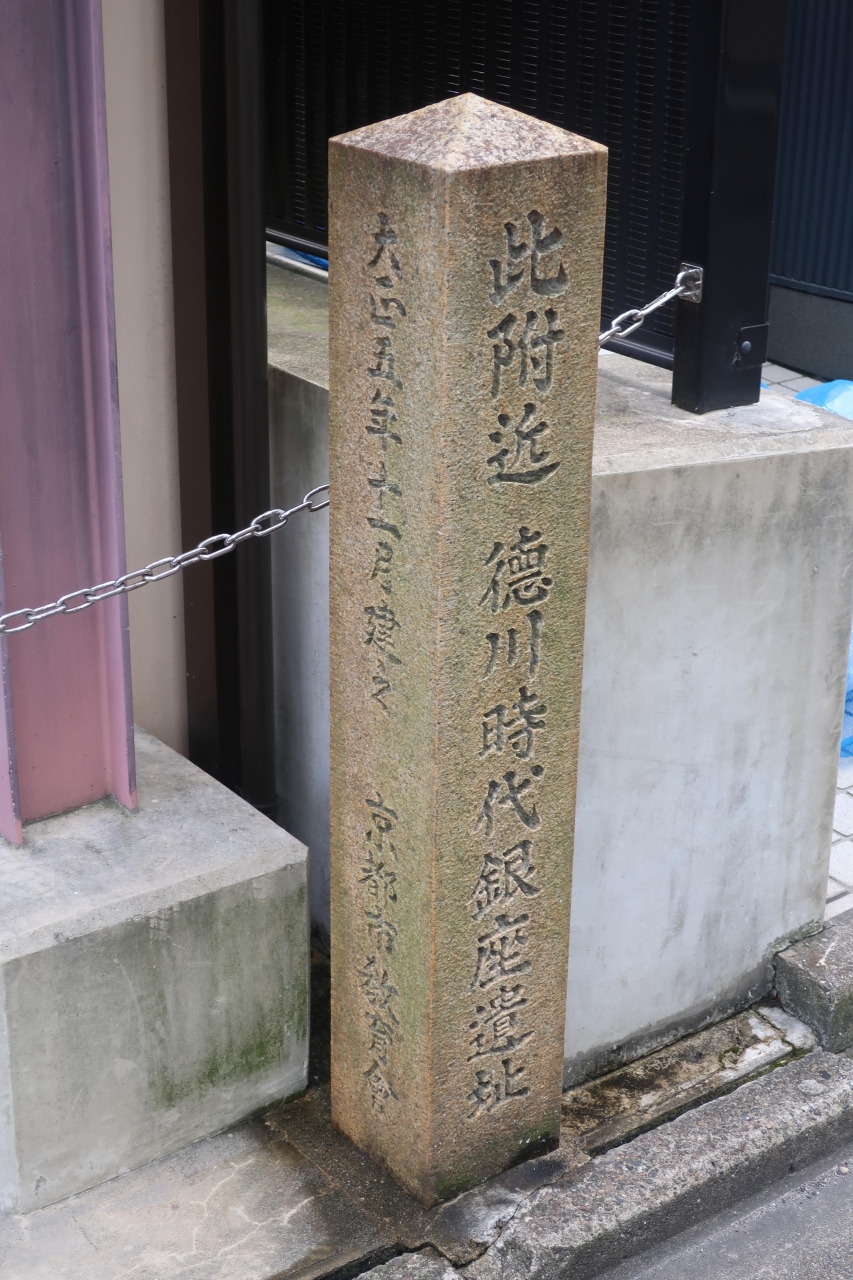 此附近 德川時代銀座遺址
大正五年十一月建之 京都市教育會